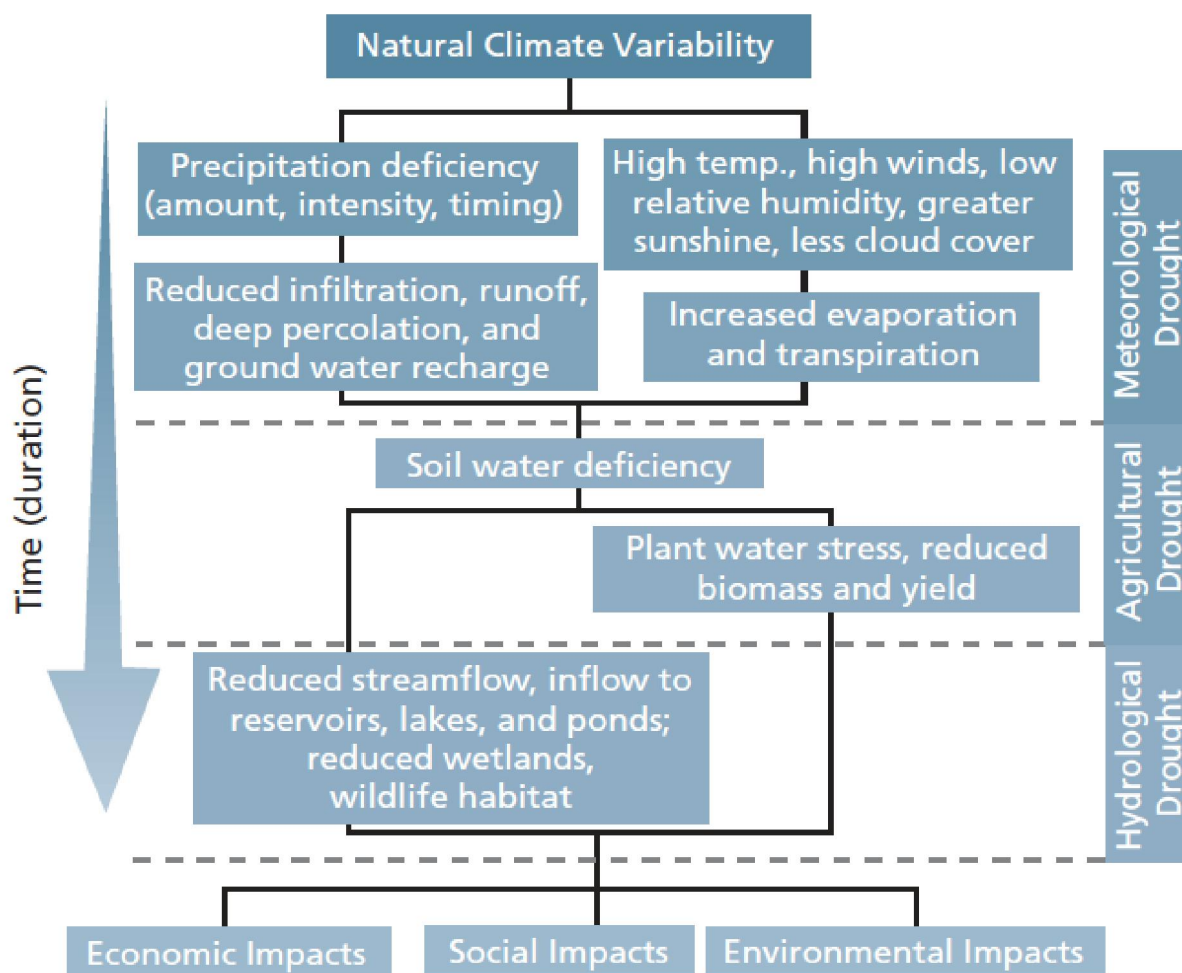 Natural Climate Variability
Precipitation deficiency
(amount, intensity, timing)
High temp., high winds, low
relative humidity, greater
sunshine, less cloud cover
Reduced infiltration, runoff,
deep percolation, and
ground water recharge
Increased evaporation
and transpiration
Meteorological
Drought
Time (duration)
Soil water deficiency
Plant water stress, reduced
biomass and yield
Agricultural
Drought
Reduced streamflow, inflow to
reservoirs, lakes, and ponds;
reduced wetlands,
wildlife habitat
Hydrological
Drought
Economic Impacts
Social Impacts
Environmental Impacts